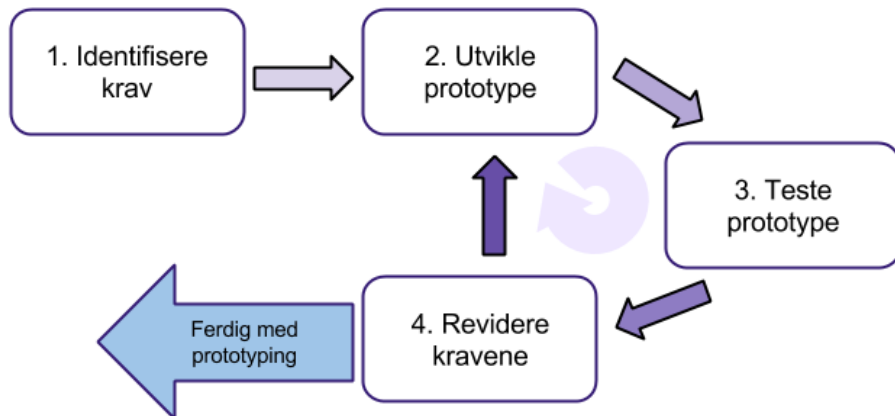 1. Identifisere
krav
2. Utvikle
prototype
3. Teste
prototype
4. Revidere
kravene
Ferdig med
prototyping